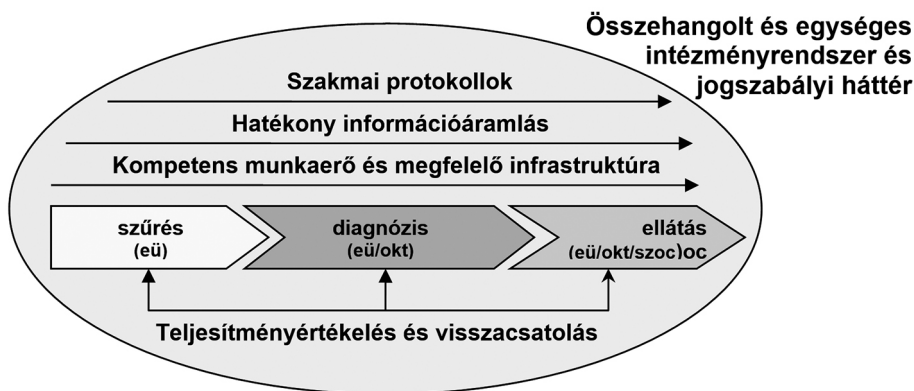 Összehangolt és egységes
intézményrendszer és
jogszabályi háttér
Szakmai protokollok
Hatékony információáramlás
Kompetens munkaerő és megfelelő infrastruktúra
szűrés
(eü)
diagnózis
(eü/okt)
ellátás
(eü/okt/szoc)oc
Teljesítményértékelés és visszacsatolás